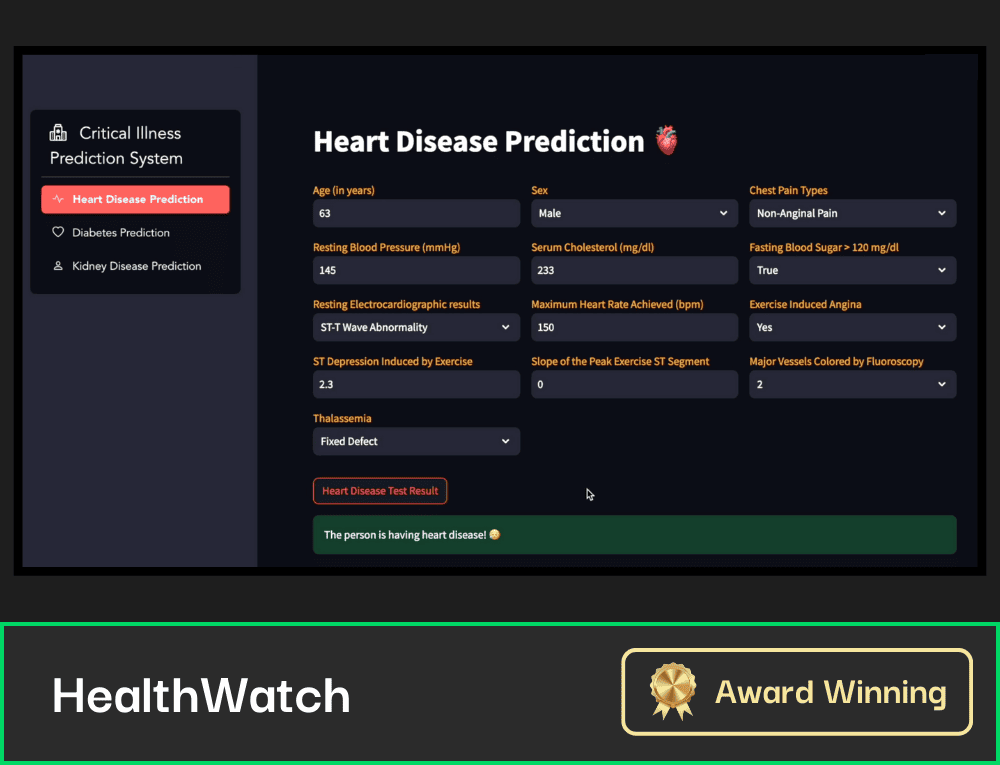 Critical Illness
Prediction System
Heart Disease Prediction
Diabetes Prediction
Kidney Disease Prediction
Heart Disease Prediction
Age (in years)
63
Sex
Male
Chest Pain Types
Non-Anginal Pain
Resting Blood Pressure (mmHg)
145
Serum Cholesterol (mg/dl)
233
Fasting Blood Sugar > 120 mg/dl
True
Resting Electrocardiographic results
ST-T Wave Abnormality
Maximum Heart Rate Achieved (bpm)
150
Exercise Induced Angina
Yes
ST Depression Induced by Exercise
2.3
Slope of the Peak Exercise ST Segment
0
Major Vessels Colored by Fluoroscopy
2
Thalassemia
Fixed Defect
Heart Disease Test Result
The person is having heart disease!
HealthWatch
Award Winning